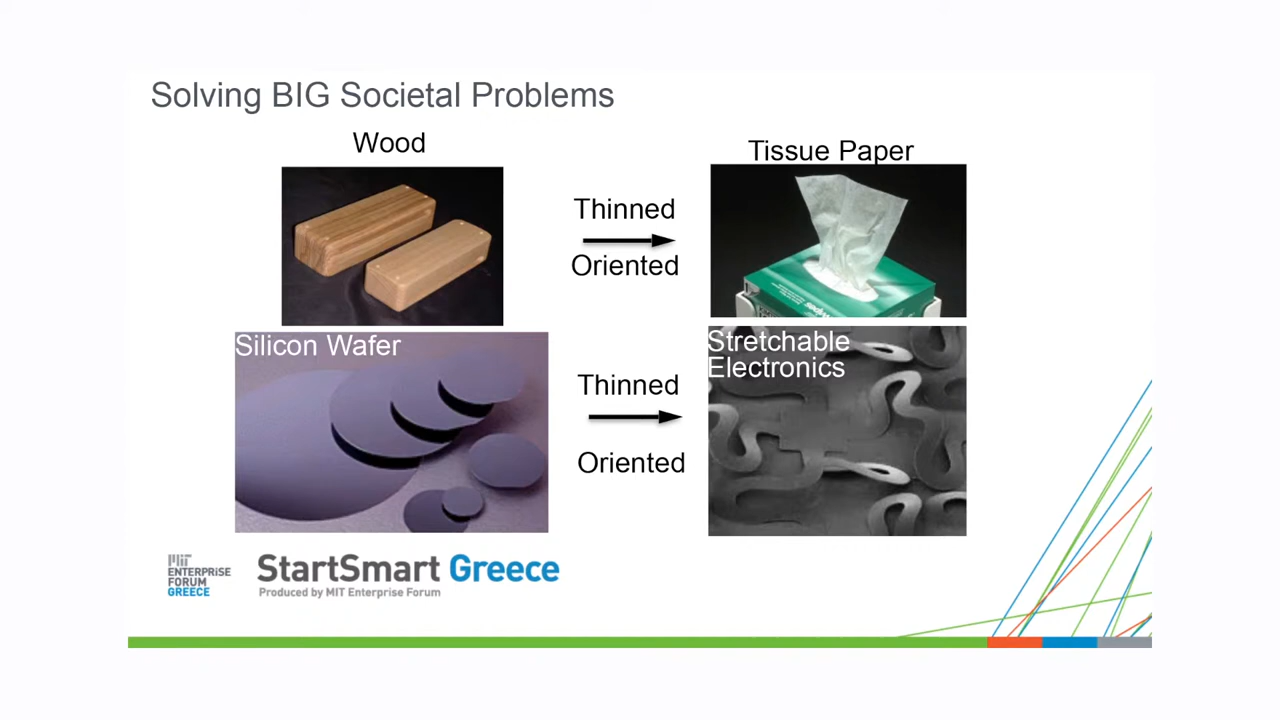 Solving BIG Societal Problems
Wood
Tissue Paper
Thinned
Oriented
Wipes
Silicon Wafer
Stretchable
Electronics
Thinned
Oriented
MIT
ENTERPRISE
FORUM
GREECE
StartSmart Greece
Produced by MIT Enterprise Forum